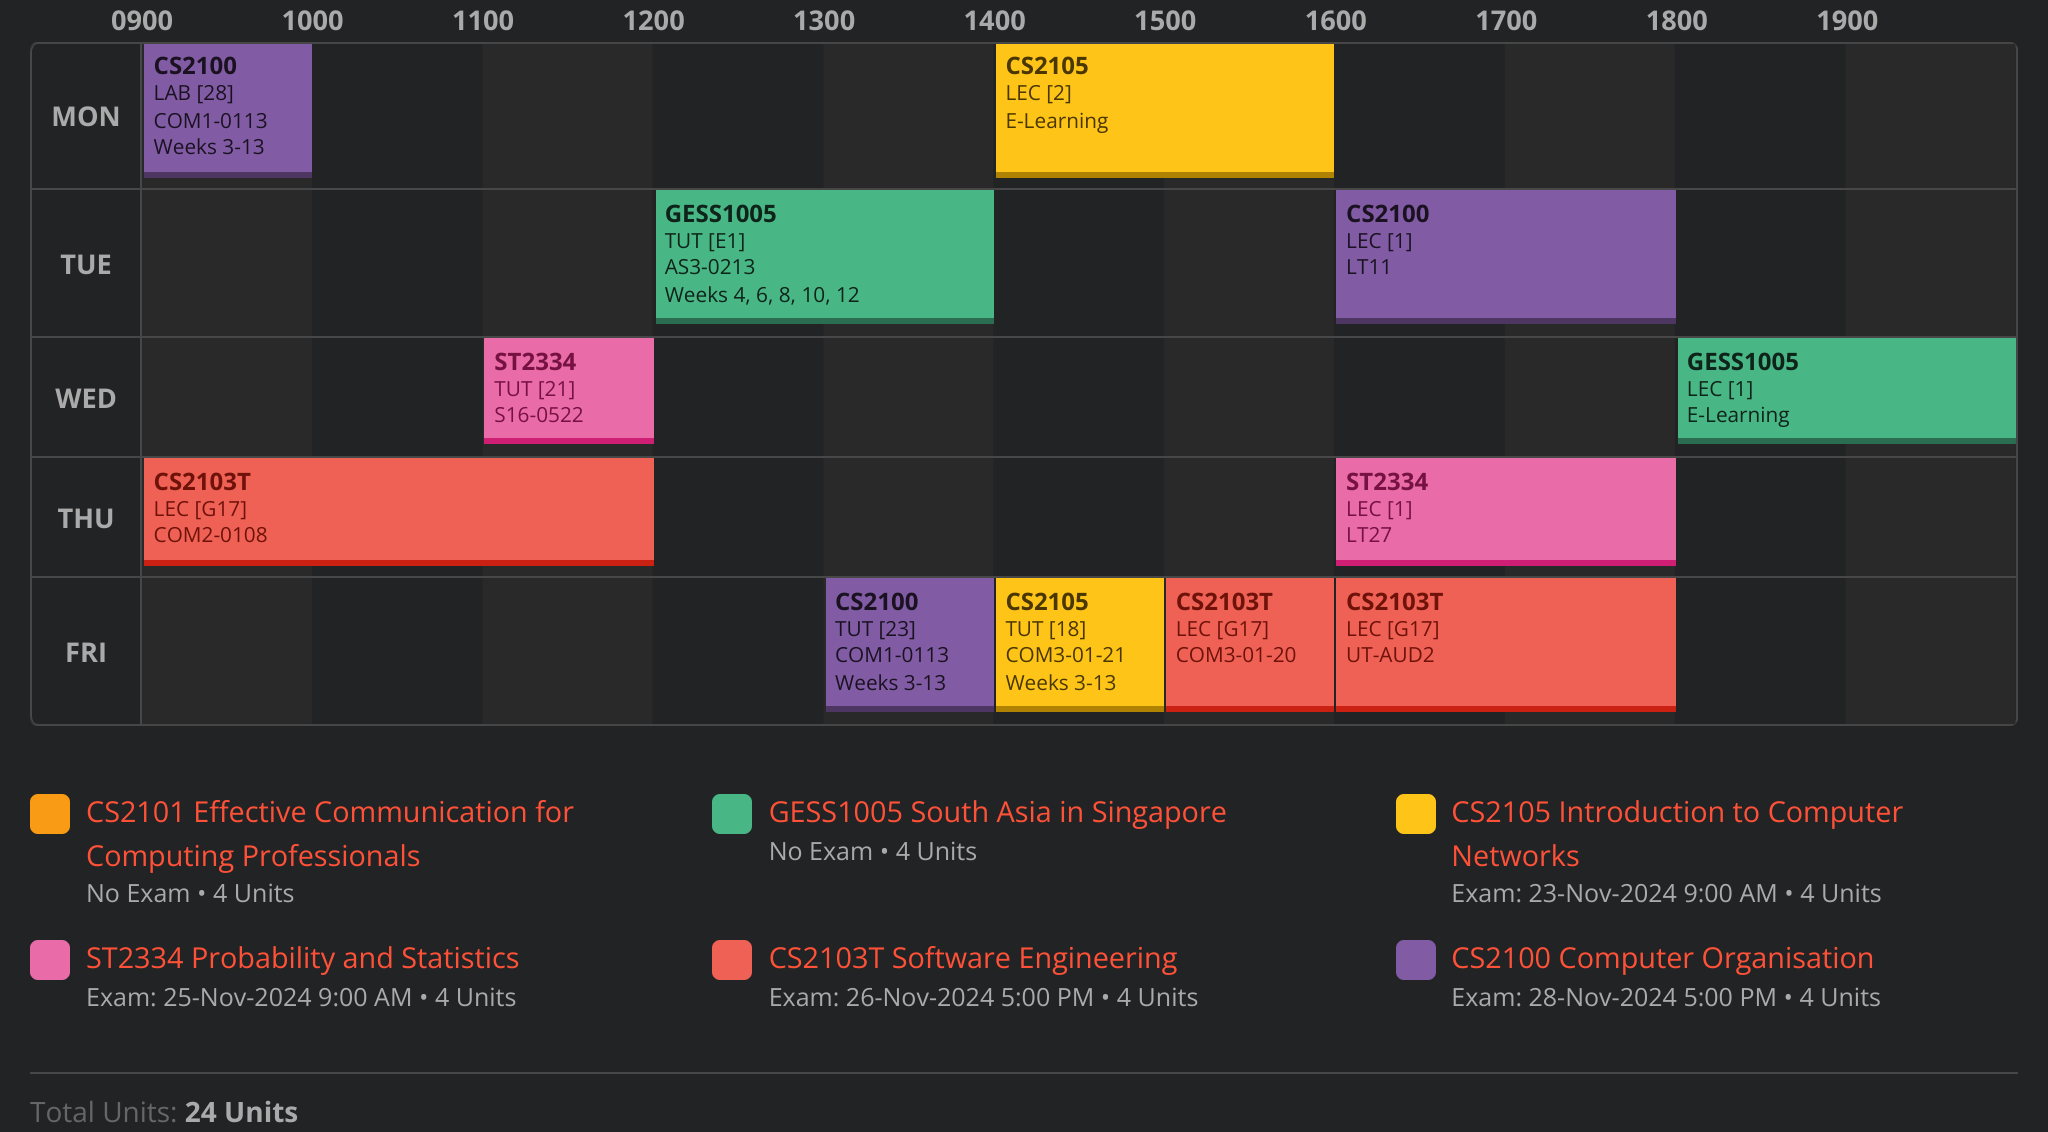 0900 1000 1100 1200 1300 1400 1500 1600 1700 1800 1900
MON
CS2100
LAB [28]
COM1-0113
Weeks 3-13
CS2105
LEC [2]
E-Learning
TUE
GESS1005
TUT [E1]
AS3-0213
Weeks 4, 6, 8, 10, 12
CS2100
LEC [1]
LT11
WED
ST2334
TUT [21]
S16-0522
GESS1005
LEC [1]
E-Learning
THU
CS2103T
LEC [G17]
COM2-0108
ST2334
LEC [1]
LT27
FRI
CS2100
TUT [23]
COM1-0113
Weeks 3-13
CS2105
TUT [18]
COM3-01-21
Weeks 3-13
CS2103T
LEC [G17]
COM3-01-20
CS2103T
LEC [G17]
UT-AUD2
CS2101 Effective Communication for
Computing Professionals
No Exam • 4 Units
GESS1005 South Asia in Singapore
No Exam • 4 Units
CS2105 Introduction to Computer
Networks
Exam: 23-Nov-2024 9:00 AM • 4 Units
ST2334 Probability and Statistics
Exam: 25-Nov-2024 9:00 AM • 4 Units
CS2103T Software Engineering
Exam: 26-Nov-2024 5:00 PM • 4 Units
CS2100 Computer Organisation
Exam: 28-Nov-2024 5:00 PM • 4 Units
Total Units: 24 Units